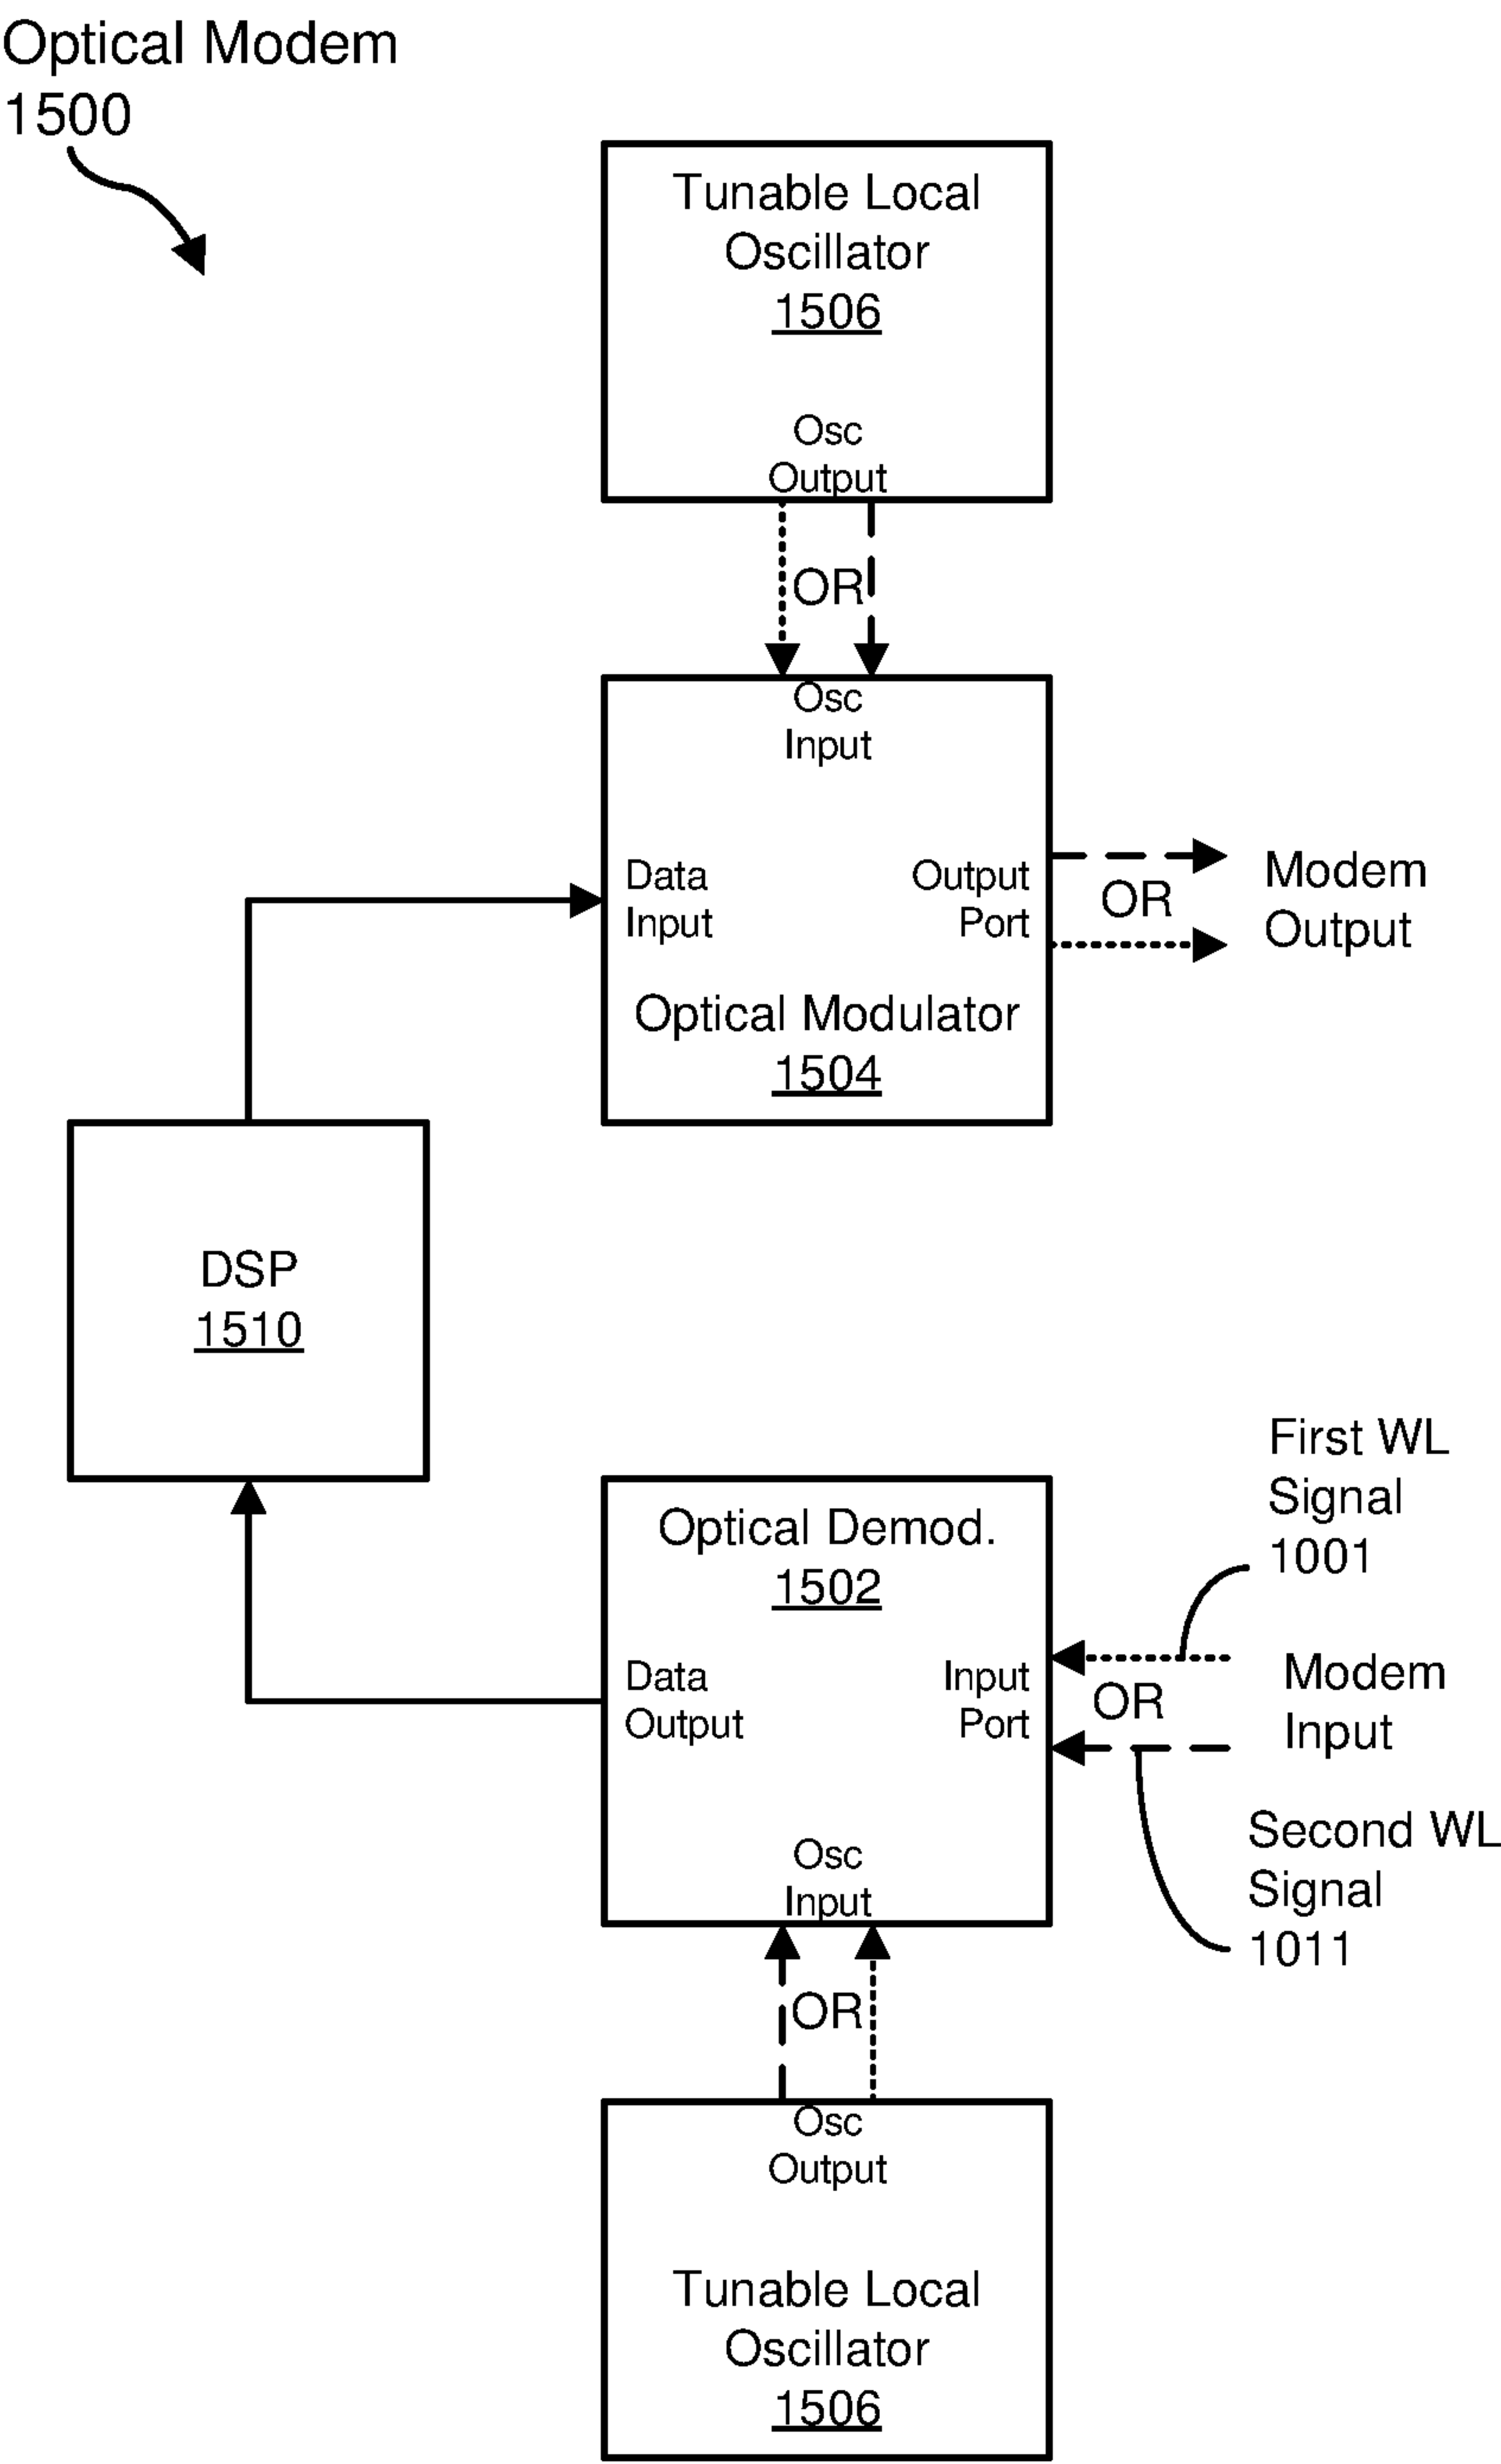 Optical Modem
1500
Tunable Local
Oscillator
1506
Osc
Output
OR
Osc
Input
Data
Input
Output
Port
OR
Modem
Output
Optical Modulator
1504
DSP
1510
First WL
Signal
1001
Optical Demod.
1502
Data
Output
Input
Port
OR
Modem
Input
Second WL
Signal
1011
Osc
Input
OR
Osc
Output
Tunable Local
Oscillator
1506